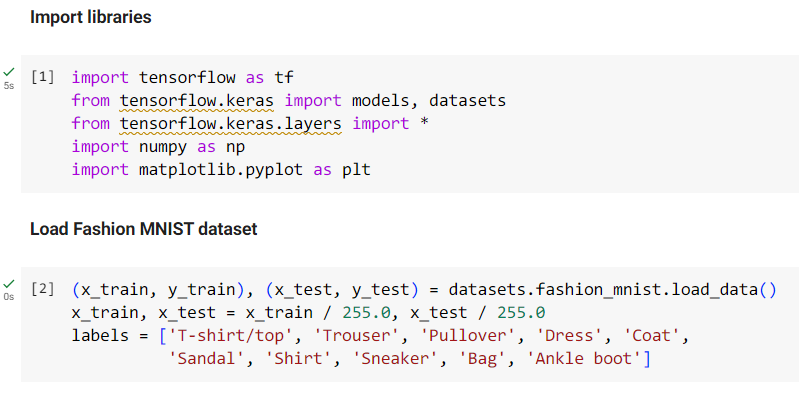 Import libraries
5s
[1] import tensorflow as tf
from tensorflow.keras import models, datasets
from tensorflow.keras.layers import *
import numpy as np
import matplotlib.pyplot as plt
Load Fashion MNIST dataset
0s
[2] (x_train, y_train), (x_test, y_test) = datasets.fashion_mnist.load_data()
x_train, x_test = x_train / 255.0, x_test / 255.0
labels = ['T-shirt/top', 'Trouser', 'Pullover', 'Dress', 'Coat',
'Sandal', 'Shirt', 'Sneaker', 'Bag', 'Ankle boot']